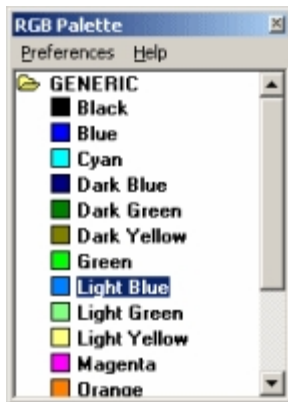 RGB Palette
Preferences Help
GENERIC
Black
Blue
Cyan
Dark Blue
Dark Green
Dark Yellow
Green
Light Blue
Light Green
Light Yellow
Magenta
Orange